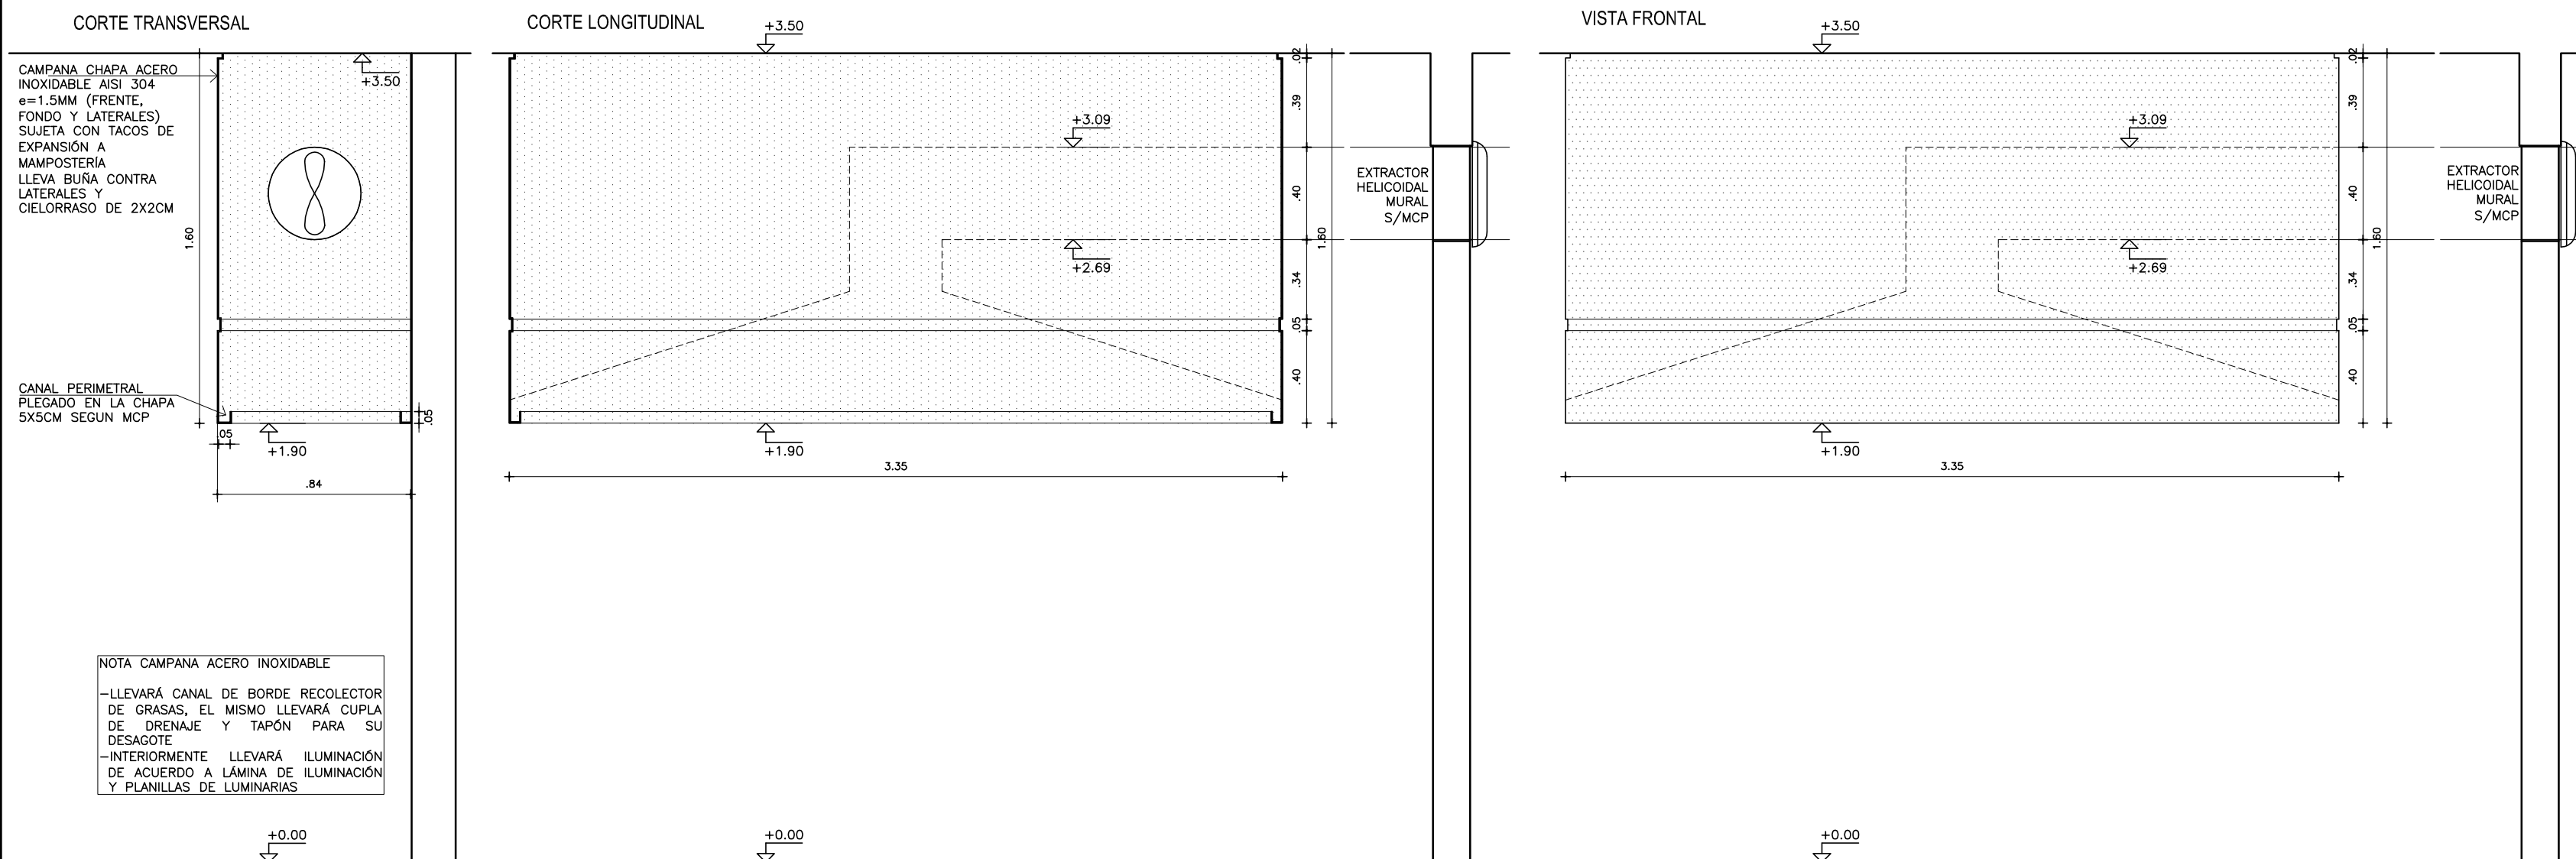 CORTE TRANSVERSAL
CAMPANA CHAPA ACERO
INOXIDABLE AISI 304
e=1.5MM (FRENTE,
FONDO Y LATERALES)
SUJETA CON TACOS DE
EXPANSIÓN A
MAMPOSTERÍA
LLEVA BUÑA CONTRA
LATERALES Y
CIELORRASO DE 2X2CM
+3.50
1.60
CANAL PERIMETRAL
PLEGADO EN LA CHAPA
5X5CM SEGUN MCP
.05
.05
+1.90
.84
NOTA CAMPANA ACERO INOXIDABLE
-LLEVARÁ CANAL DE BORDE RECOLECTOR
DE GRASAS, EL MISMO LLEVARÁ CUPLA
DE DRENAJE Y TAPÓN PARA SU
DESAGOTE
-INTERIORMENTE LLEVARÁ ILUMINACIÓN
DE ACUERDO A LÁMINA DE ILUMINACIÓN
Y PLANILLAS DE LUMINARIAS
+0.00
CORTE LONGITUDINAL
+3.50
.02
.39
+3.09
.40
1.60
+2.69
.34
.05
.40
+1.90
3.35
EXTRACTOR
HELICOIDAL
MURAL
S/MCP
+0.00
VISTA FRONTAL
+3.50
.02
.39
+3.09
.40
1.60
+2.69
.34
.05
.40
+1.90
3.35
EXTRACTOR
HELICOIDAL
MURAL
S/MCP
+0.00